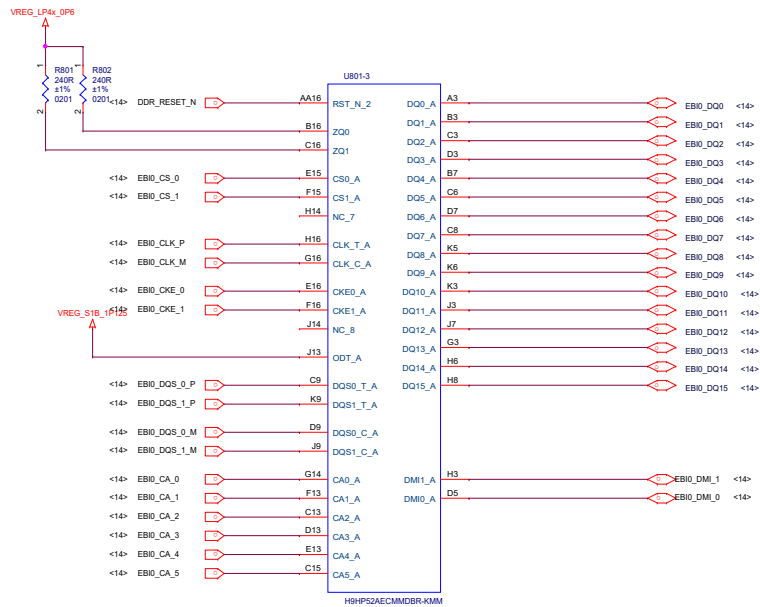 VREG_LP4x_0P6
1 1
R801 R802
240R 240R
±1% ±1%
0201 0201
2 2
U801-3
<14> DDR_RESET_N AA16 RST_N_2 DQ0_A A3 EBI0_DQ0 <14>
DQ1_A B3 EBI0_DQ1 <14>
B16 ZQ0
DQ2_A C3 EBI0_DQ2 <14>
C16 ZQ1
DQ3_A D3 EBI0_DQ3 <14>
<14> EBI0_CS_0 E15 CS0_A DQ4_A B7 EBI0_DQ4 <14>
<14> EBI0_CS_1 F15 CS1_A DQ5_A C6 EBI0_DQ5 <14>
H14 NC_7 DQ6_A D7 EBI0_DQ6 <14>
DQ7_A C8 EBI0_DQ7 <14>
<14> EBI0_CLK_P H16 CLK_T_A DQ8_A K5 EBI0_DQ8 <14>
<14> EBI0_CLK_M G16 CLK_C_A DQ9_A K6 EBI0_DQ9 <14>
<14> EBI0_CKE_0 E16 CKE0_A DQ10_A K3 EBI0_DQ10 <14>
<14> EBI0_CKE_1 F16 CKE1_A DQ11_A J3 EBI0_DQ11 <14>
VREG_S1B_1P125
J14 NC_8 DQ12_A J7 EBI0_DQ12 <14>
DQ13_A G3 EBI0_DQ13 <14>
J13 ODT_A
DQ14_A H6 EBI0_DQ14 <14>
<14> EBI0_DQS_0_P C9 DQS0_T_A DQ15_A H8 EBI0_DQ15 <14>
<14> EBI0_DQS_1_P K9 DQS1_T_A
<14> EBI0_DQS_0_M D9 DQS0_C_A
<14> EBI0_DQS_1_M J9 DQS1_C_A
<14> EBI0_CA_0 G14 CA0_A DMI1_A H3 EBI0_DMI_1 <14>
<14> EBI0_CA_1 F13 CA1_A DMI0_A D5 EBI0_DMI_0 <14>
<14> EBI0_CA_2 C13 CA2_A
<14> EBI0_CA_3 D13 CA3_A
<14> EBI0_CA_4 E13 CA4_A
<14> EBI0_CA_5 C15 CA5_A
H9HP52AECMMDBR-KMM